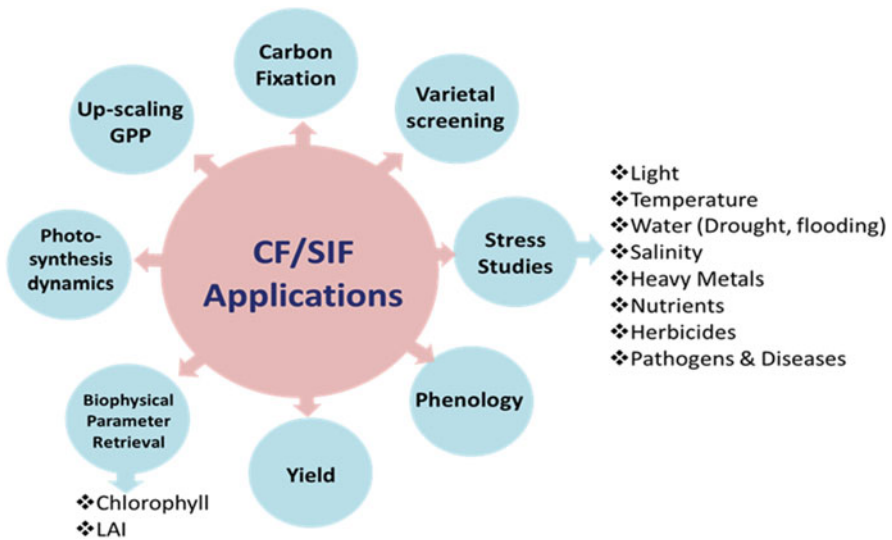 Carbon
Fixation
Varietal
screening
Up-scaling
GPP
Photo-
synthesis
dynamics
CF/SIF
Applications
Stress
Studies
❖Light
❖Temperature
❖Water (Drought, flooding)
❖Salinity
❖Heavy Metals
❖Nutrients
❖Herbicides
❖Pathogens & Diseases
Biophysical
Parameter
Retrieval
Phenology
Yield
❖Chlorophyll
❖LAI